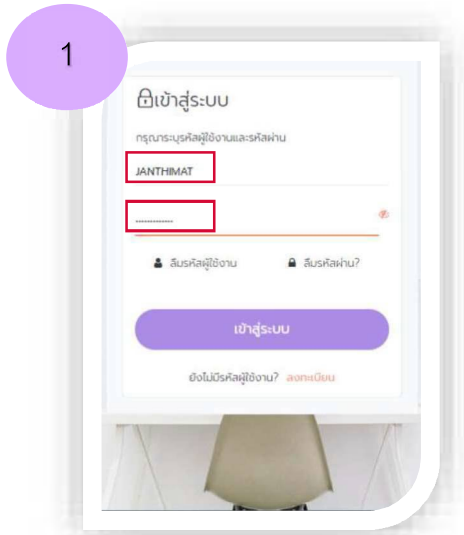 1
เข้าสู่ระบบ
กรุณาระบุรหัสผู้ใช้งานและรหัสผ่าน
JANTHIMAT
.............
ลืมรหัสผู้ใช้งาน
ลืมรหัสผ่าน?
เข้าสู่ระบบ
ยังไม่มีรหัสผู้ใช้งาน? ลงทะเบียน